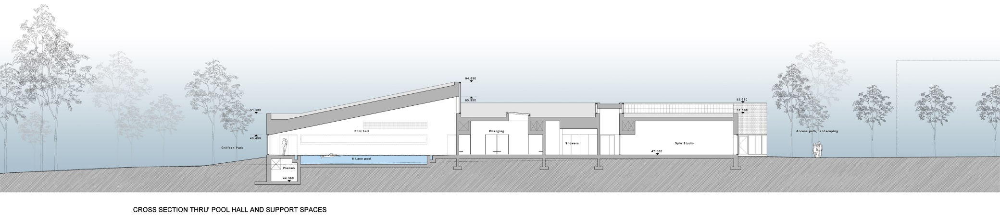 54.830
53.330
52.680
51.580
51.580
49.430
Pool hall
Changing
Access path, landscaping
Griffeen Park
Showers
Spin Studio
47.330
6 Lane pool
Plenum
44.580
CROSS SECTION THRU' POOL HALL AND SUPPORT SPACES